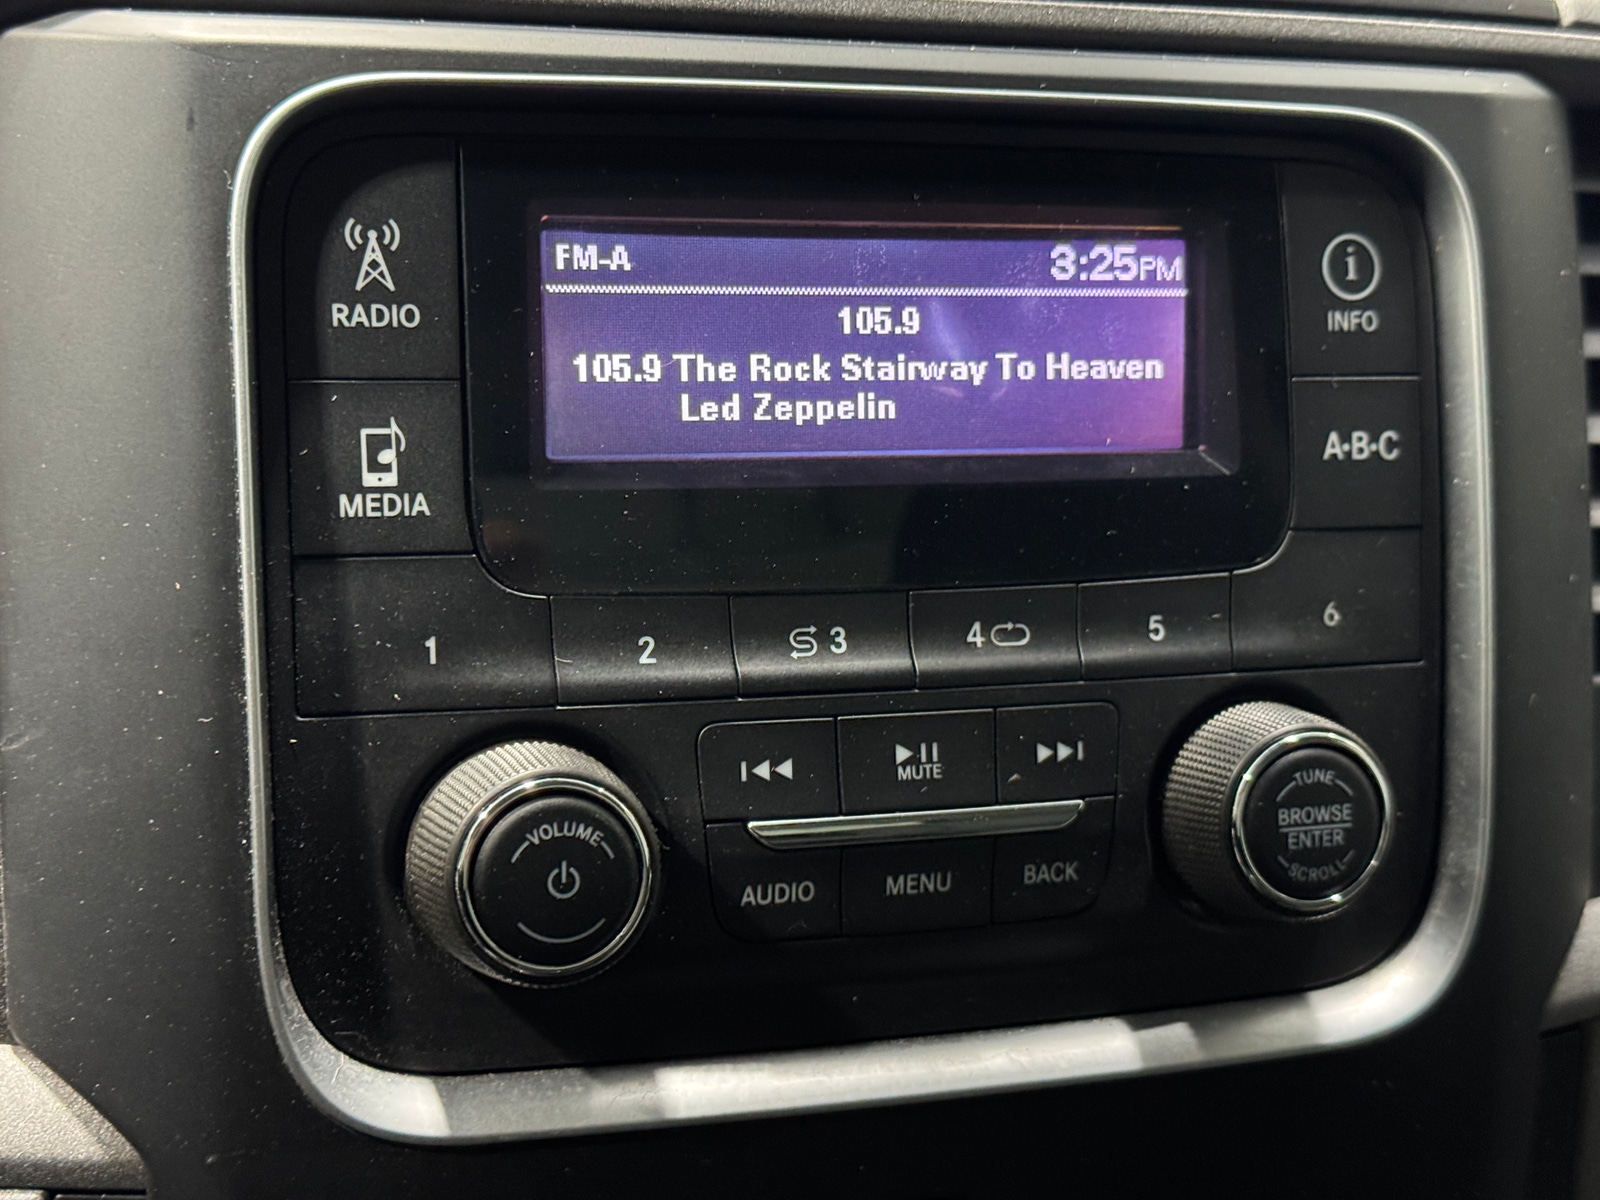 FM-A 3:25PM
105.9
105.9 The Rock Stairway To Heaven
Led Zeppelin
RADIO
INFO
MEDIA
A·B·C
1 2 3 4 5 6
MUTE
VOLUME
TUNE
BROWSE
ENTER
SCROLL
AUDIO MENU BACK